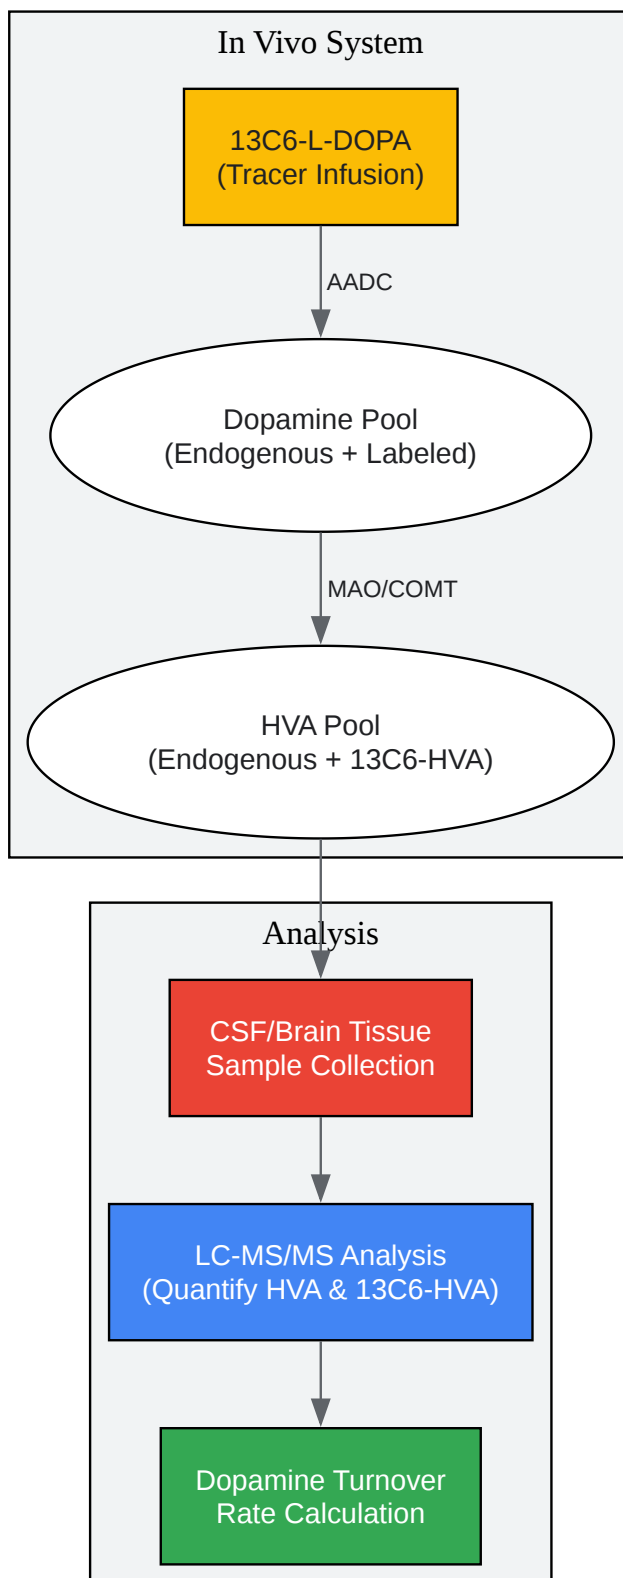 In Vivo System
13C6-L-DOPA
(Tracer Infusion)
AADC
Dopamine Pool
(Endogenous + Labeled)
MAO/COMT
HVA Pool
(Endogenous + 13C6-HVA)
Analysis
CSF/Brain Tissue
Sample Collection
LC-MS/MS Analysis
(Quantify HVA & 13C6-HVA)
Dopamine Turnover
Rate Calculation